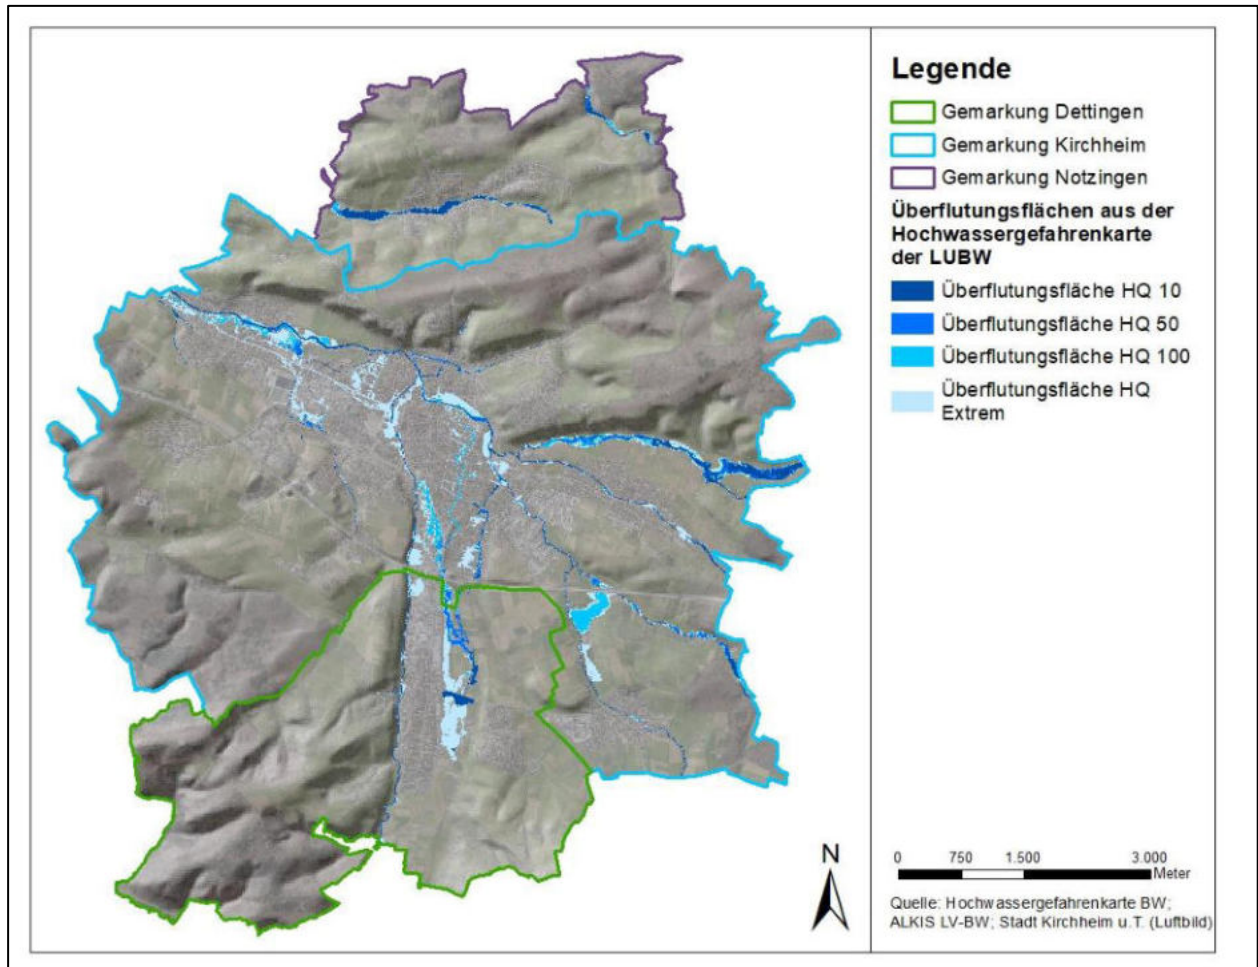 Legende
Gemarkung Dettingen
Gemarkung Kirchheim
Gemarkung Notzingen
Überflutungsflächen aus der
Hochwassergefahrenkarte
der LUBW
Überflutungsfläche HQ 10
Überflutungsfläche HQ 50
Überflutungsfläche HQ 100
Überflutungsfläche HQ
Extrem
N
0 750 1.500 3.000
Meter
Quelle: Hochwassergefahrenkarte BW;
ALKIS LV-BW; Stadt Kirchheim u.T. (Luftbild)